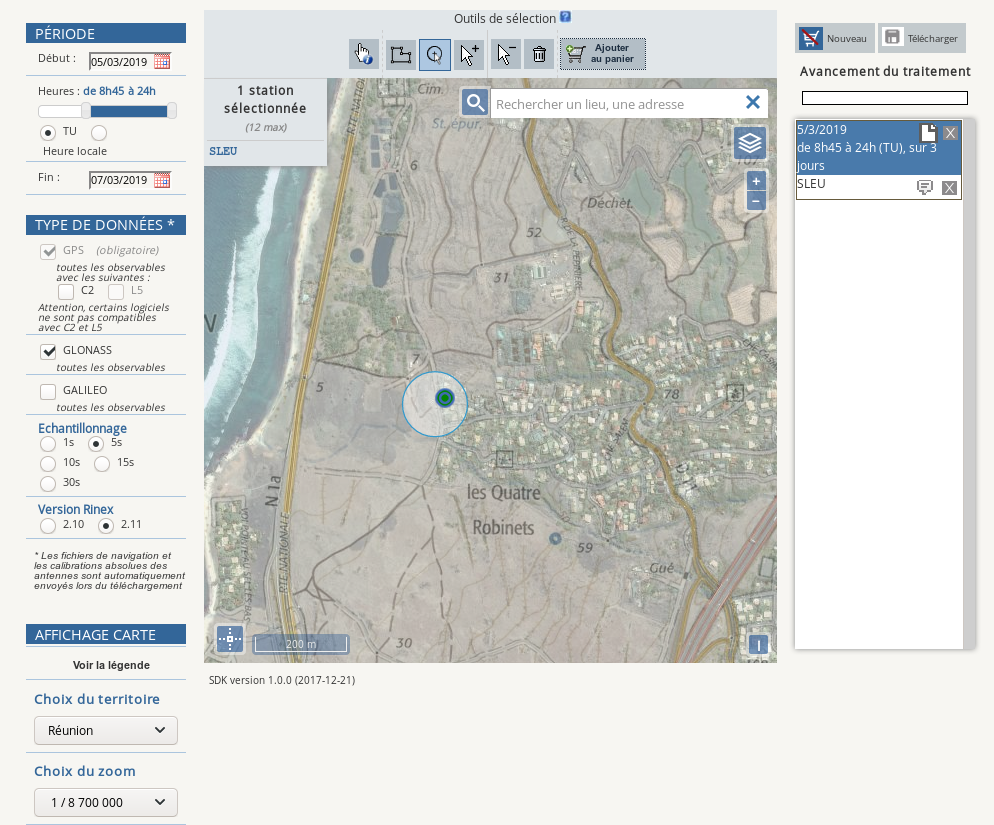 PÉRIODE
Début :
05/03/2019
Heures : de 8h45 à 24h
TU
Heure locale
Fin :
07/03/2019
TYPE DE DONNÉES *
GPS (obligatoire)
toutes les observables
avec les suivantes :
C2
L5
Attention, certains logiciels
ne sont pas compatibles
avec C2 et L5
GLONASS
toutes les observables
GALILEO
toutes les observables
Echantillonnage
1s
5s
10s
15s
30s
Version Rinex
2.10
2.11
* Les fichiers de navigation et
les calibrations absolues des
antennes sont automatiquement
envoyés lors du téléchargement
AFFICHAGE CARTE
Voir la légende
Choix du territoire
Réunion
Choix du zoom
1 / 8 700 000
Outils de sélection ?
Ajouter
au panier
1 station
sélectionnée
(12 max)
SLEU
Rechercher un lieu, une adresse
Cim.
6
Déchèt.
52
31
7
5
78
N 1a
les Quatre
Robinets
59
Gué
RTE NATIONALE
30
200 m
SDK version 1.0.0 (2017-12-21)
Nouveau
Télécharger
Avancement du traitement
5/3/2019
X
de 8h45 à 24h (TU), sur 3
jours
SLEU
X